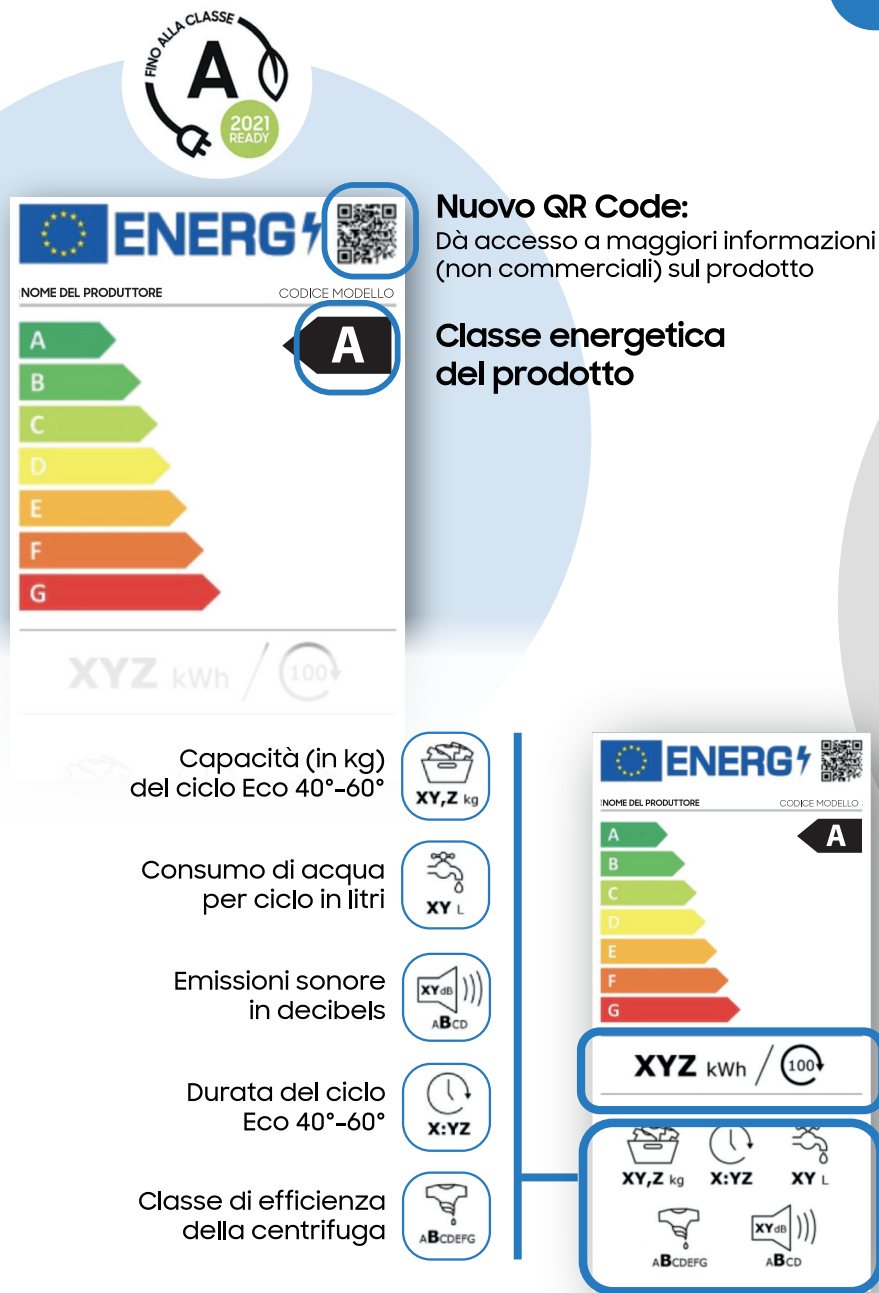 FINO ALLA CLASSE
A
2021
READY
ENERG
NOME DEL PRODUTTORE CODICE MODELLO
A
A
B
C
D
E
F
G
XYZ kWh / 100
Nuovo QR Code:
Dà accesso a maggiori informazioni
(non commerciali) sul prodotto
Classe energetica
del prodotto
Capacità (in kg)
del ciclo Eco 40°-60°
XY,Z kg
Consumo di acqua
per ciclo in litri
XY L
Emissioni sonore
in decibels
XY dB
ABCD
Durata del ciclo
Eco 40°-60°
X:YZ
Classe di efficienza
della centrifuga
ABCDEFG
ENERG
NOME DEL PRODUTTORE CODICE MODELLO
A
A
B
C
D
E
F
G
XYZ kWh / 100
XY,Z kg X:YZ XY L
XY dB
ABCDEFG ABCD